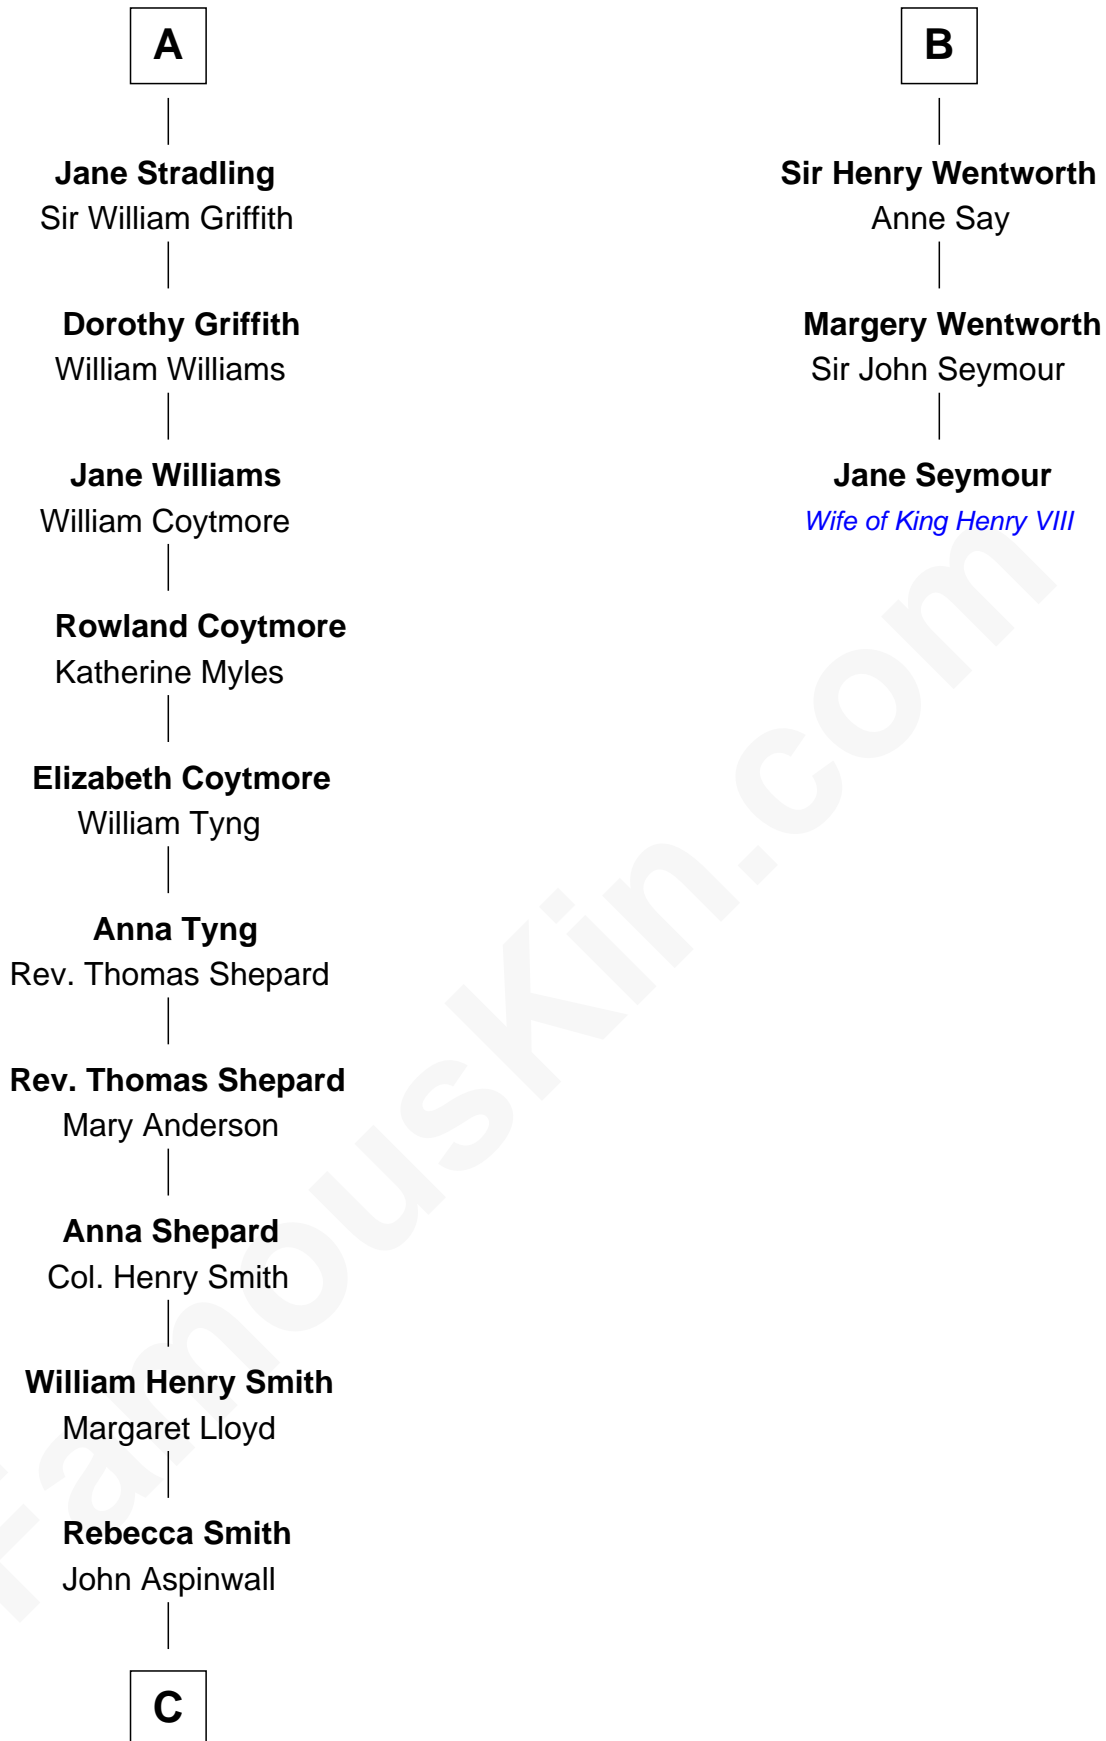 A
Jane Stradling
Sir William Griffith
Dorothy Griffith
William Williams
Jane Williams
William Coytmore
Rowland Coytmore
Katherine Myles
Elizabeth Coytmore
William Tyng
Anna Tyng
Rev. Thomas Shepard
Rev. Thomas Shepard
Mary Anderson
Anna Shepard
Col. Henry Smith
William Henry Smith
Margaret Lloyd
Rebecca Smith
John Aspinwall
C
B
Sir Henry Wentworth
Anne Say
Margery Wentworth
Sir John Seymour
Jane Seymour
Wife of King Henry VIII
FamousKin.com